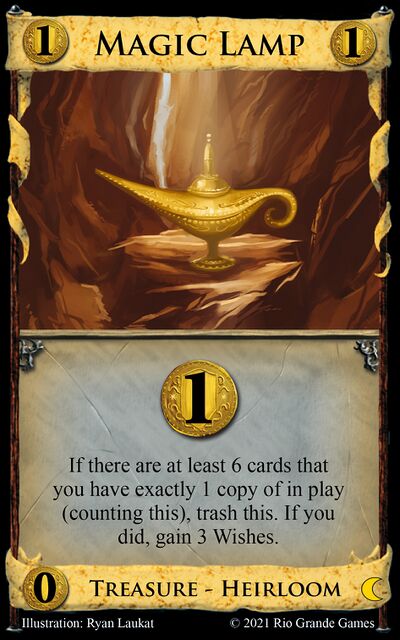 1 MAGIC LAMP 1
1
If there are at least 6 cards that
you have exactly 1 copy of in play
(counting this), trash this. If you
did, gain 3 Wishes.
0 TREASURE - HEIRLOOM
Illustration: Ryan Laukat © 2021 Rio Grande Games